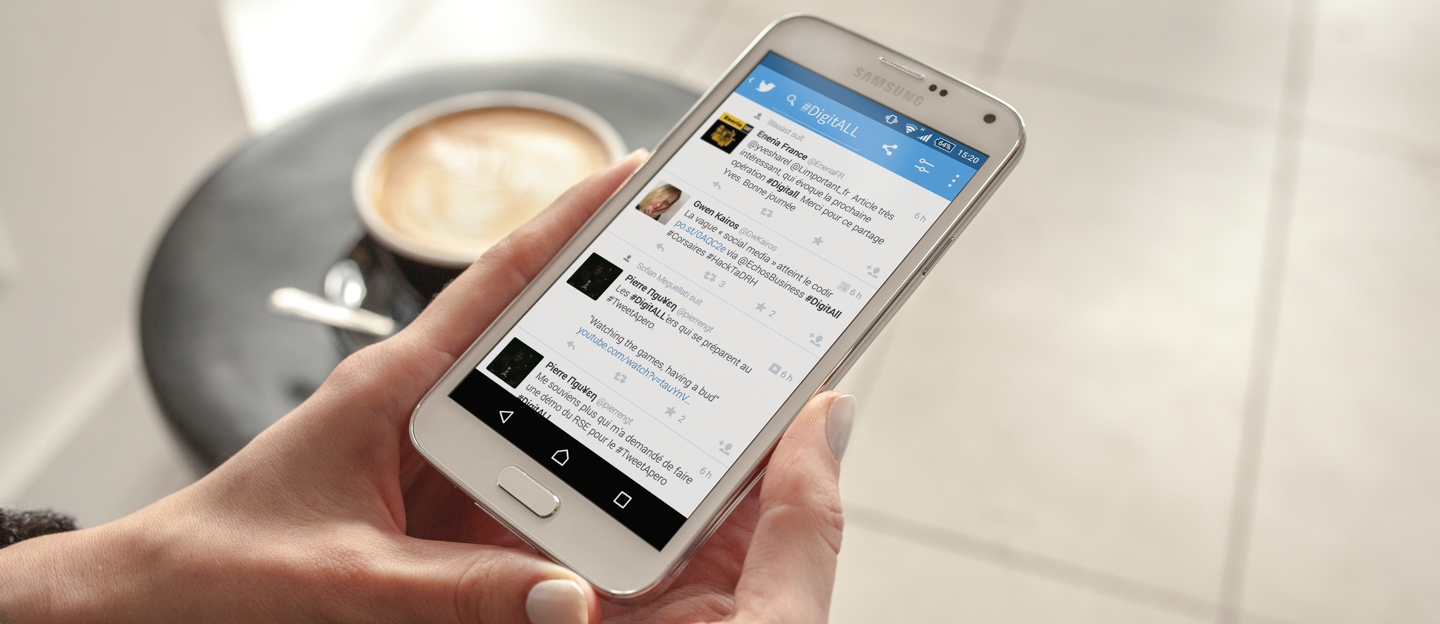 SAMSUNG
64% 15:20
#DigitALL
suit
Eneria France @EneriaFR 6 h
@yvesharel @Limportant_fr Article très
intéressant, qui évoque la prochaine
opération #Digitall. Merci pour ce partage
Yves. Bonne journée
Gwen Kairos @GwKairos 6 h
La vague « social media » atteint le codir
po.st/0AQC2e via @EchosBusiness #DigitAll
#Corsaires #HackTaDRH
3 2
Sofian Meguellati suit
Pierre Πgu¥€η @pierrengt 6 h
Les #DigitALL'ers qui se préparent au
#TweetApero.
"Watching the games, having a bud"
youtube.com/watch?v=tauYnV…
2
Pierre Πgu¥€η @pierrengt 6 h
Me souviens plus qui m'a demandé de faire
une démo du RSE pour le #TweetApero
#DigitALL